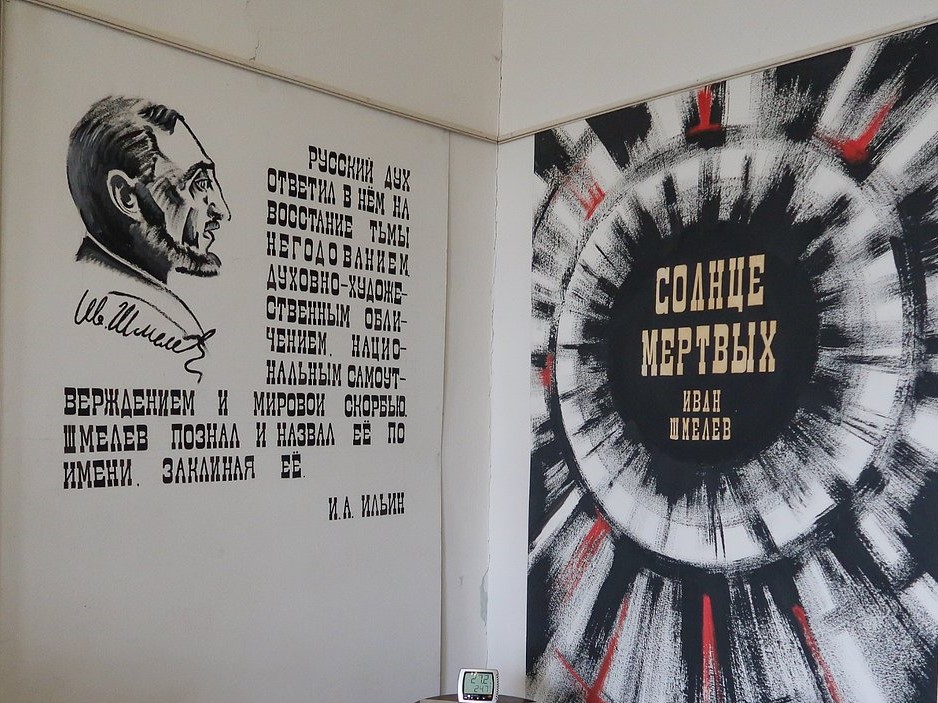 РУССКИЙ ДУХ
ОТВЕТИЛ В НЁМ НА
ВОССТАНИЕ ТЬМЫ
НЕГОДОВАНИЕМ,
ДУХОВНО-ХУДОЖЕ-
СТВЕННЫМ ОБЛИ-
ЧЕНИЕМ, НАЦИО-
НАЛЬНЫМ САМОУТ-
ВЕРЖДЕНИЕМ И МИРОВОЙ СКОРБЬЮ.
ШМЕЛЕВ ПОЗНАЛ И НАЗВАЛ ЕЁ ПО
ИМЕНИ, ЗАКЛИНАЯ ЕЁ.
И.А. ИЛЬИН
Ив. Шмелев
СОЛНЦЕ
МЕРТВЫХ
ИВАН
ШМЕЛЕВ